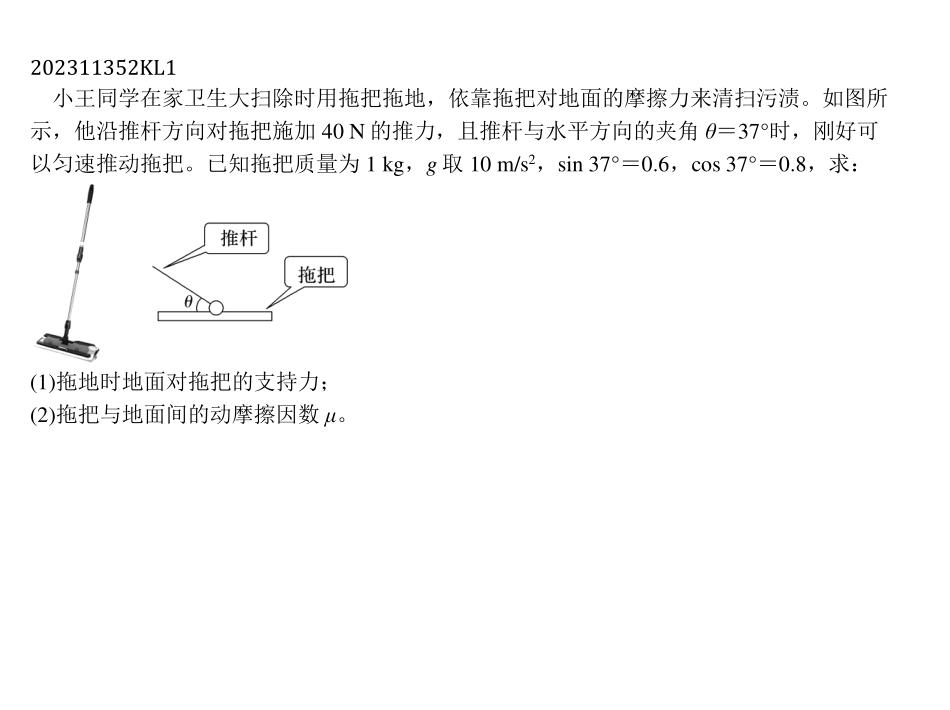 202311352KL1
小王同学在家卫生大扫除时用拖把拖地，依靠拖把对地面的摩擦力来清扫污渍。如图所
示，他沿推杆方向对拖把施加 40 N 的推力，且推杆与水平方向的夹角 θ＝37°时，刚好可
以匀速推动拖把。已知拖把质量为 1 kg，g 取 10 m/s²，sin 37°＝0.6，cos 37°＝0.8，求：
推杆
拖把
θ
(1)拖地时地面对拖把的支持力；
(2)拖把与地面间的动摩擦因数 μ。